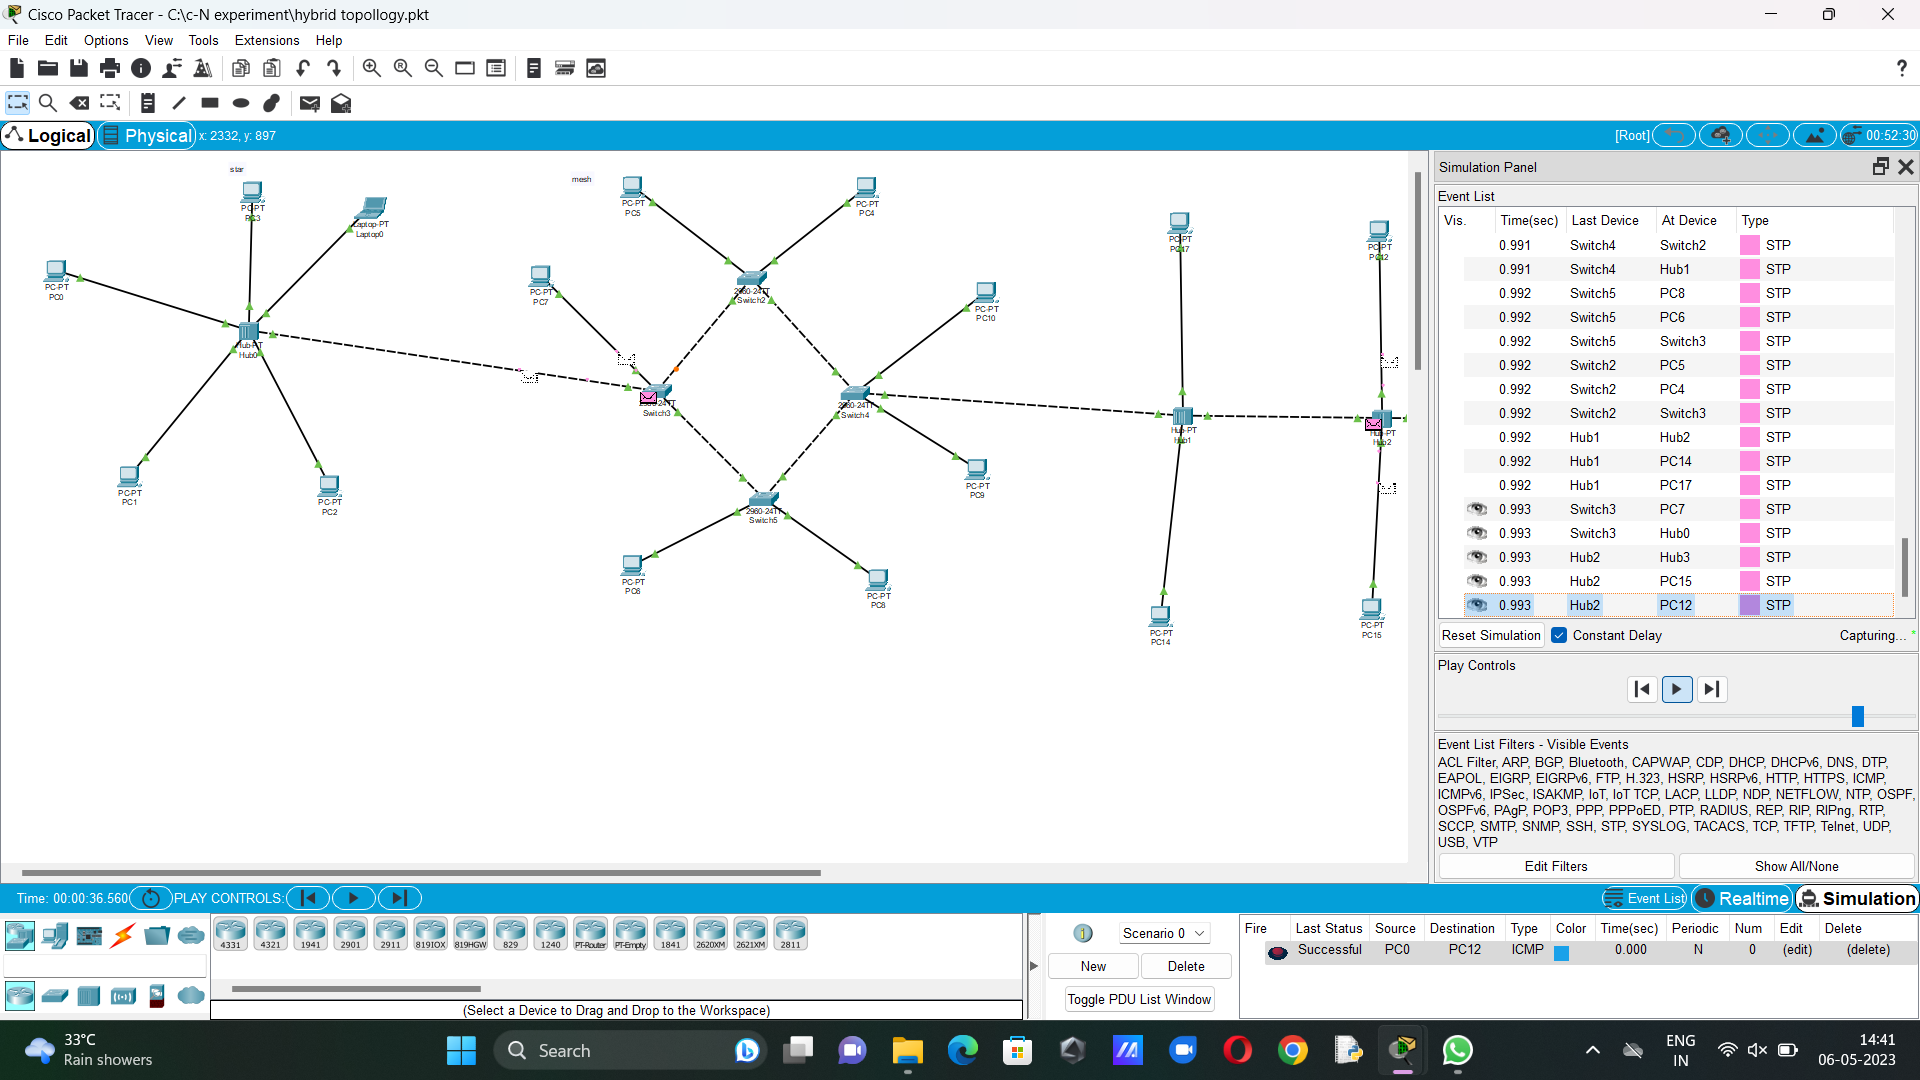 Cisco Packet Tracer - C:\c-N experiment\hybrid topollogy.pkt
File Edit Options View Tools Extensions Help
?
Logical Physical x: 2332, y: 897 [Root] 00:52:30
star
PC-PT
PC3
Laptop-PT
Laptop0
PC-PT
PC0
Hub-PT
Hub0
PC-PT
PC1
PC-PT
PC2
mesh
PC-PT
PC5
PC-PT
PC4
PC-PT
PC7
2960-24TT
Switch2
PC-PT
PC10
2960-24TT
Switch3
2960-24TT
Switch4
PC-PT
PC9
2960-24TT
Switch5
PC-PT
PC6
PC-PT
PC8
PC-PT
PC17
PC-PT
PC12
Hub-PT
Hub1
Hub-PT
Hub2
PC-PT
PC14
PC-PT
PC15
Simulation Panel
Event List
Vis. Time(sec) Last Device At Device Type
0.991 Switch4 Switch2 STP
0.991 Switch4 Hub1 STP
0.992 Switch5 PC8 STP
0.992 Switch5 PC6 STP
0.992 Switch5 Switch3 STP
0.992 Switch2 PC5 STP
0.992 Switch2 PC4 STP
0.992 Switch2 Switch3 STP
0.992 Hub1 Hub2 STP
0.992 Hub1 PC14 STP
0.992 Hub1 PC17 STP
0.993 Switch3 PC7 STP
0.993 Switch3 Hub0 STP
0.993 Hub2 Hub3 STP
0.993 Hub2 PC15 STP
0.993 Hub2 PC12 STP
Reset Simulation Constant Delay Capturing... *
Play Controls
Event List Filters - Visible Events
ACL Filter, ARP, BGP, Bluetooth, CAPWAP, CDP, DHCP, DHCPv6, DNS, DTP,
EAPOL, EIGRP, EIGRPv6, FTP, H.323, HSRP, HSRPv6, HTTP, HTTPS, ICMP,
ICMPv6, IPSec, ISAKMP, IoT, IoT TCP, LACP, LLDP, NDP, NETFLOW, NTP, OSPF,
OSPFv6, PAgP, POP3, PPP, PPPoED, PTP, RADIUS, REP, RIP, RIPng, RTP,
SCCP, SMTP, SNMP, SSH, STP, SYSLOG, TACACS, TCP, TFTP, Telnet, UDP,
USB, VTP
Edit Filters Show All/None
Time: 00:00:36.560 PLAY CONTROLS: Event List Realtime Simulation
4331 4321 1941 2901 2911 819IOX 819HGW 829 1240 PT-Router PT-Empty 1841 2620XM 2621XM 2811
(Select a Device to Drag and Drop to the Workspace)
1 Scenario 0
New Delete
Toggle PDU List Window
Fire Last Status Source Destination Type Color Time(sec) Periodic Num Edit Delete
Successful PC0 PC12 ICMP 0.000 N 0 (edit) (delete)
33°C
Rain showers
Search
ENG
IN
14:41
06-05-2023